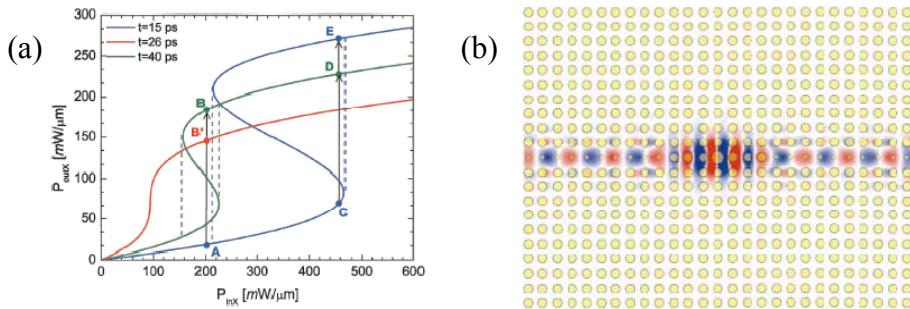 (a)
t=15 ps
t=26 ps
t=40 ps
300
250
200
150
100
50
0
P_outX [mW/μm]
E
D
B
B'
C
A
0 100 200 300 400 500 600
P_inX [mW/μm]
(b)